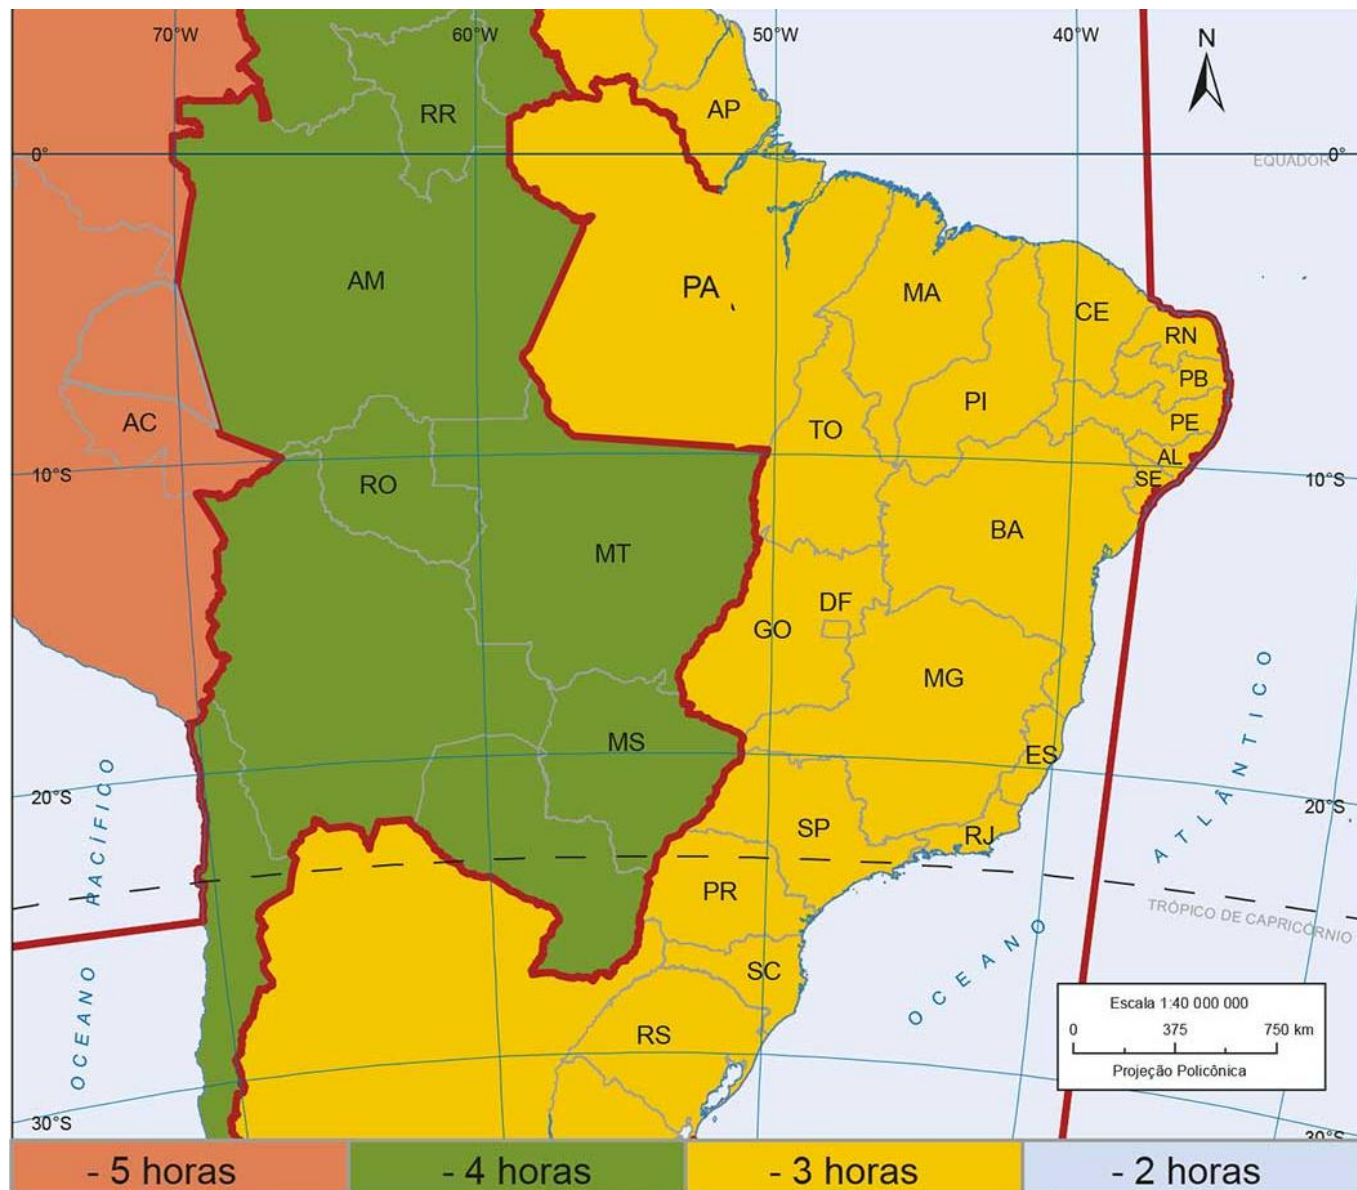 70°W 60°W 50°W 40°W
N
AP
RR
0° 0°
EQUADOR
AM
PA
MA
CE
RN
PB
PI
PE
AC
TO
AL
SE
10°S 10°S
RO
BA
MT
DF
GO
MG
MS
ES
20°S 20°S
SP
RJ
PR
TRÓPICO DE CAPRICÓRNIO
SC
RS
OCEANO PACÍFICO
OCEANO ATLÂNTICO
Escala 1:40 000 000
0 375 750 km
Projeção Policônica
30°S 30°S
- 5 horas - 4 horas - 3 horas - 2 horas